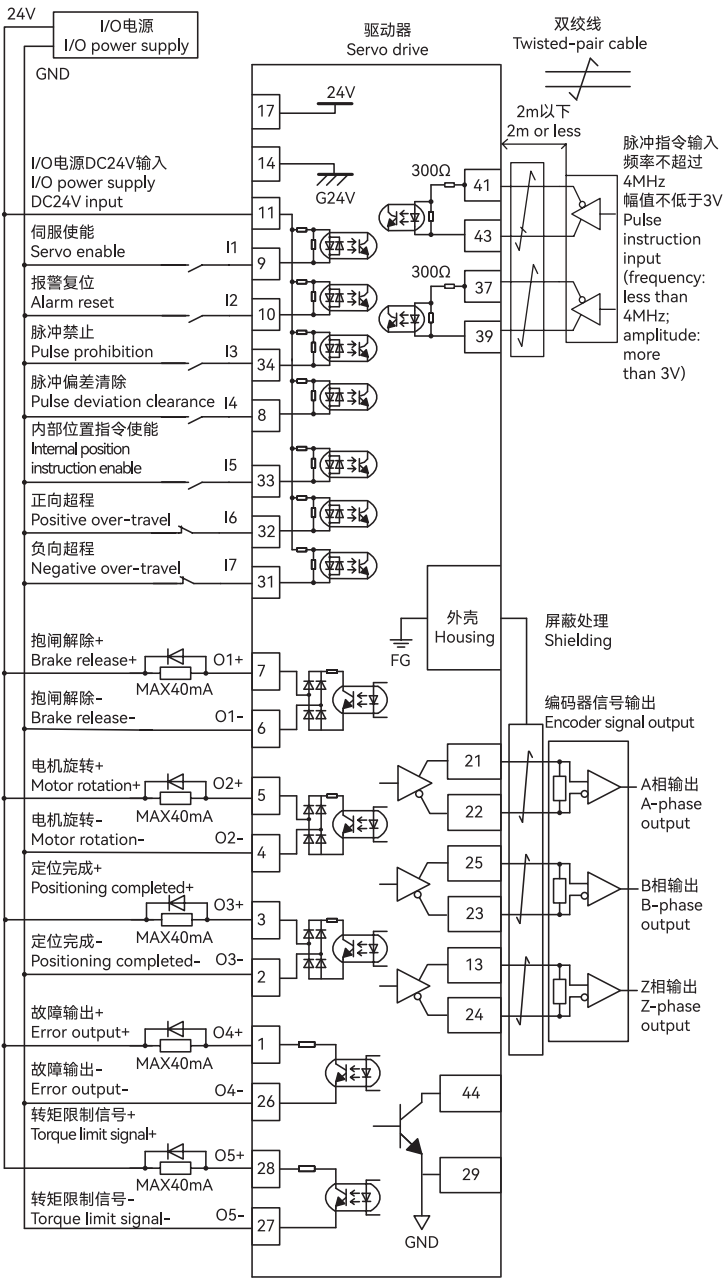 24V
I/O电源
I/O power supply
GND
驱动器
Servo drive
双绞线
Twisted-pair cable
2m以下
2m or less
17
24V
14
G24V
I/O电源DC24V输入
I/O power supply
DC24V input
11
伺服使能
Servo enable
I1
9
报警复位
Alarm reset
I2
10
脉冲禁止
Pulse prohibition
I3
34
脉冲偏差清除
Pulse deviation clearance
I4
8
内部位置指令使能
Internal position
instruction enable
I5
33
正向超程
Positive over-travel
I6
32
负向超程
Negative over-travel
I7
31
300Ω
41
43
300Ω
37
39
脉冲指令输入
频率不超过
4MHz
幅值不低于3V
Pulse
instruction
input
(frequency:
less than
4MHz;
amplitude:
more
than 3V)
外壳
Housing
FG
屏蔽处理
Shielding
抱闸解除+
Brake release+
MAX40mA
O1+
7
抱闸解除-
Brake release-
O1-
6
电机旋转+
Motor rotation+
MAX40mA
O2+
5
电机旋转-
Motor rotation-
O2-
4
定位完成+
Positioning completed+
MAX40mA
O3+
3
定位完成-
Positioning completed-
O3-
2
故障输出+
Error output+
MAX40mA
O4+
1
故障输出-
Error output-
O4-
26
转矩限制信号+
Torque limit signal+
MAX40mA
O5+
28
转矩限制信号-
Torque limit signal-
O5-
27
编码器信号输出
Encoder signal output
21
22
A相输出
A-phase
output
25
23
B相输出
B-phase
output
13
24
Z相输出
Z-phase
output
44
29
GND